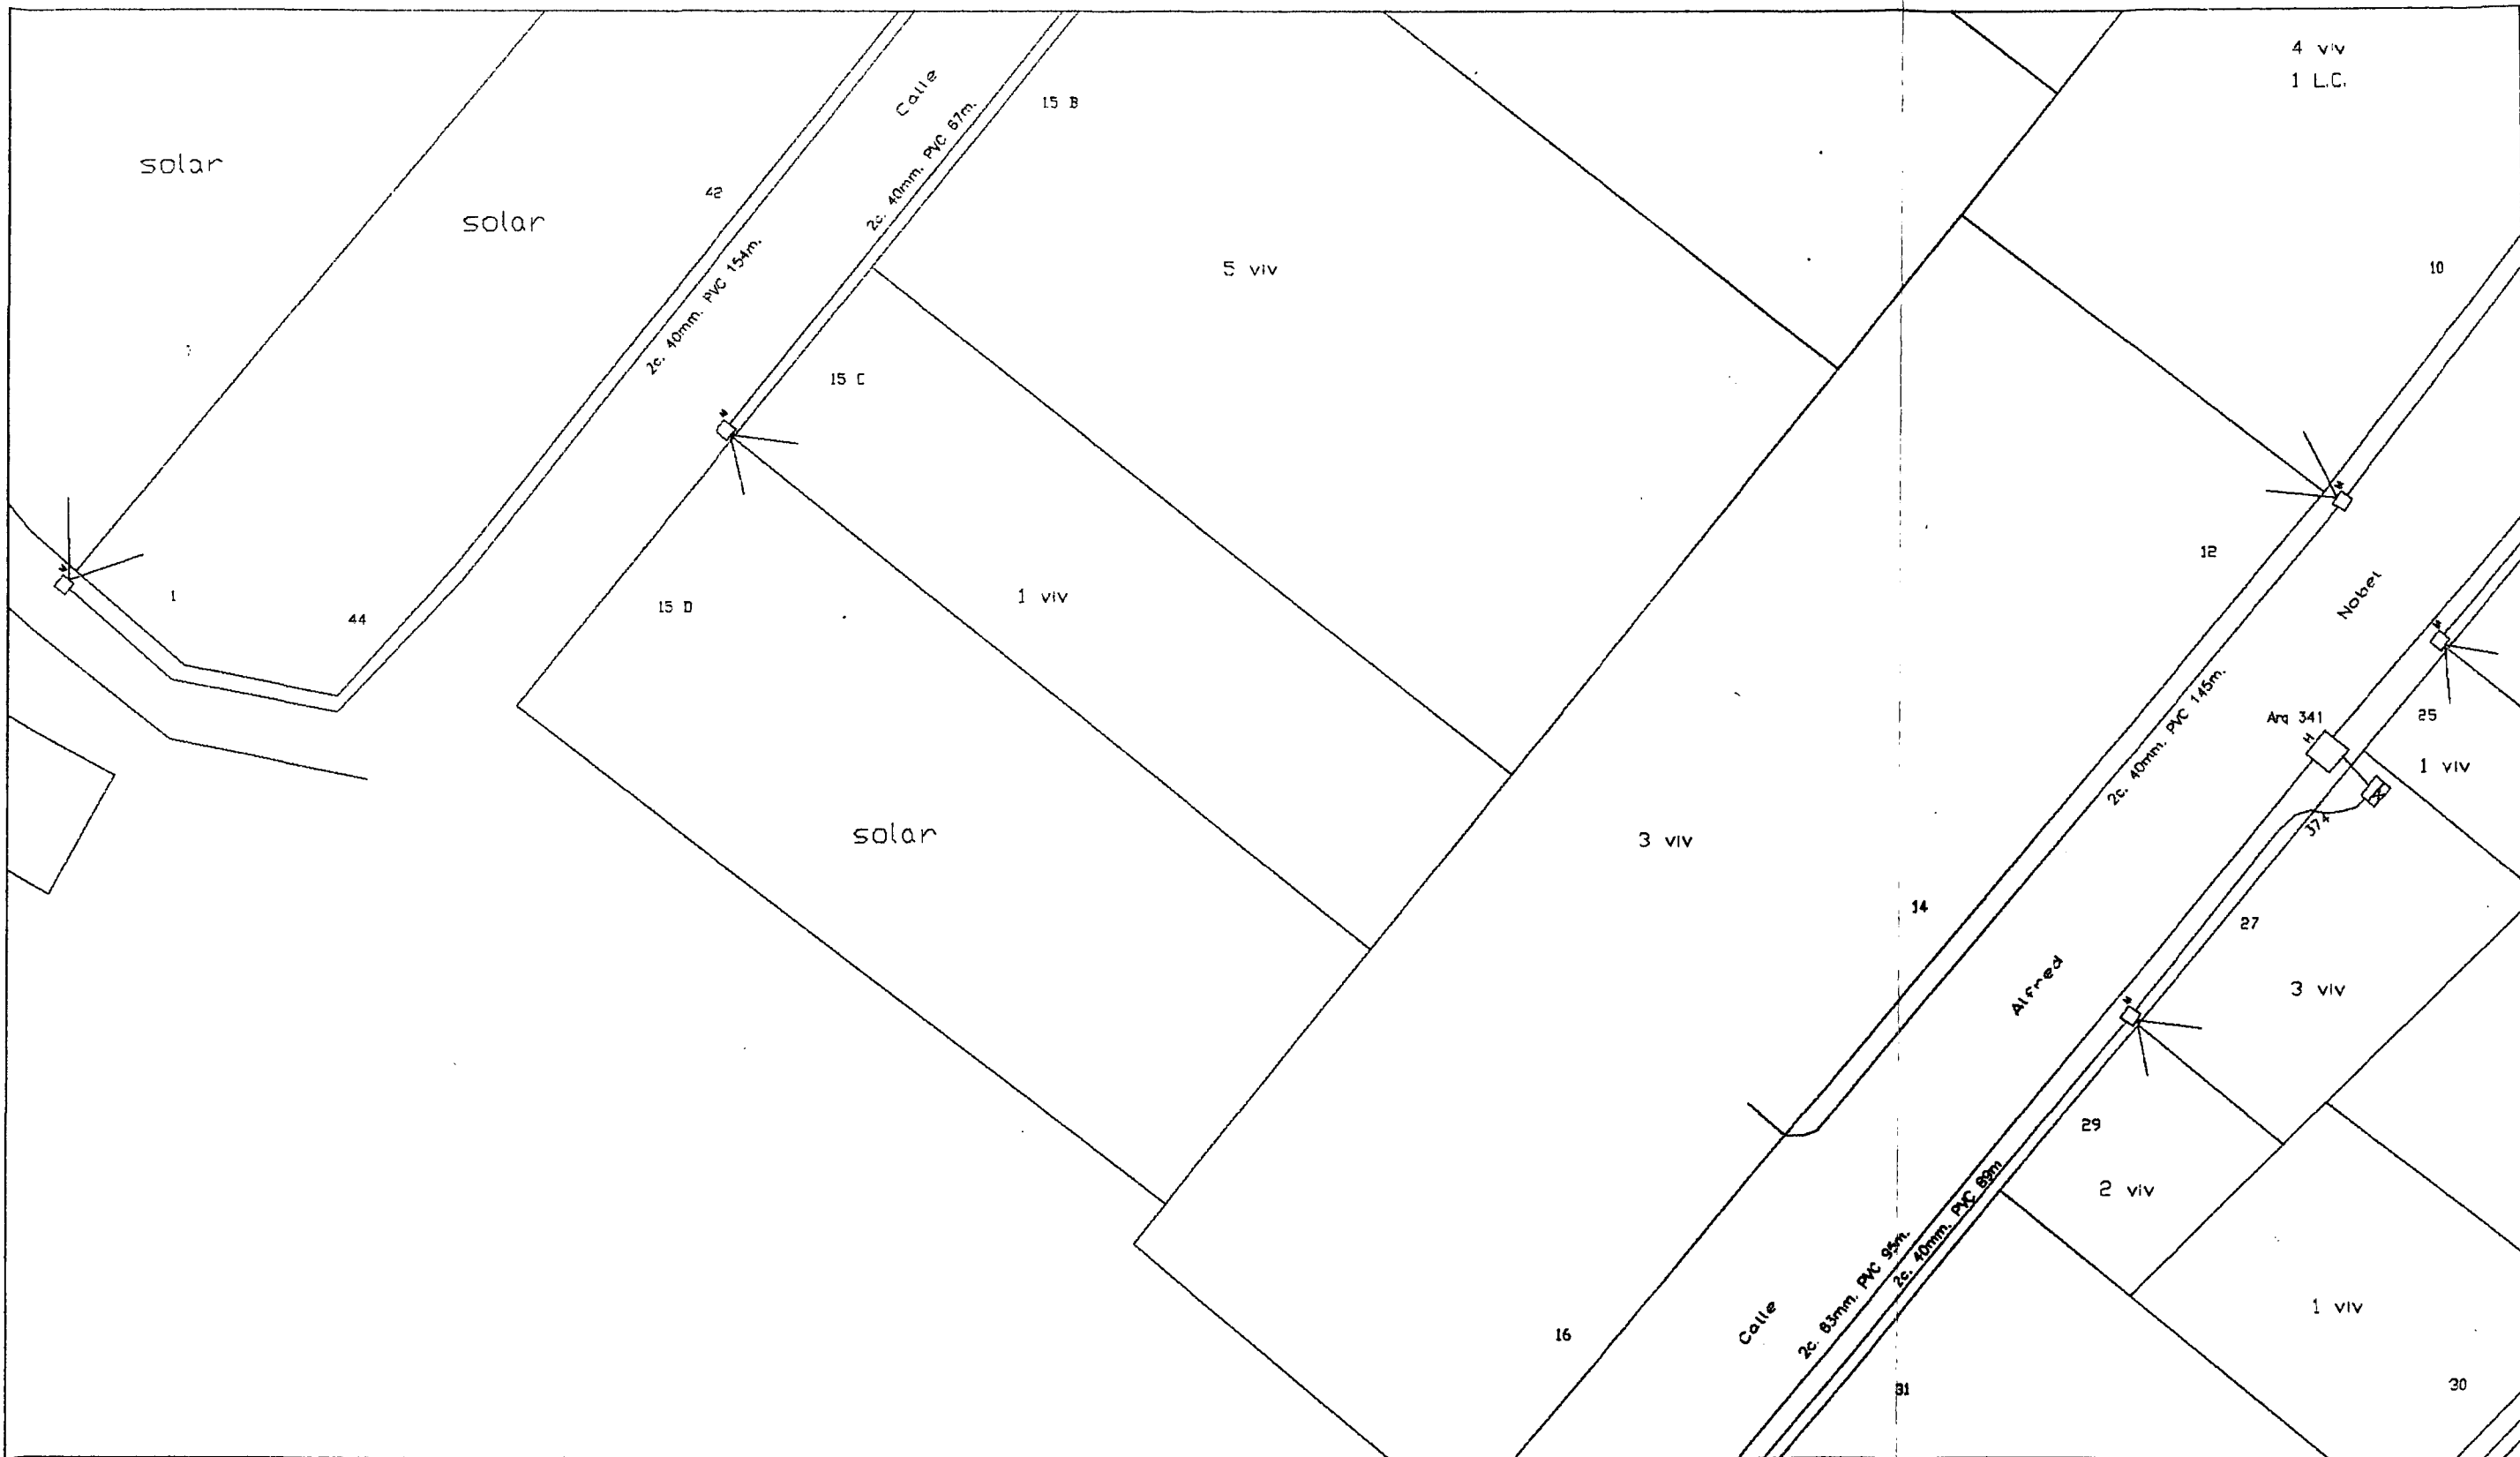 4 viv
1 L.C.
Calle
15 B
2c. 40mm. PVC 67m.
solar
42
solar
2c. 40mm. PVC 154m.
5 viv
10
15 C
M
M
12
M
1
44
15 D
1 viv
Nobel
M
2c. 40mm. PVC 145m.
Arq 341
H
25
1 viv
374
solar
3 viv
14
27
Alfred
3 viv
M
29
2 viv
2c. 63mm. PVC 95m.
2c. 40mm. PVC 89m
Calle
16
1 viv
31
30